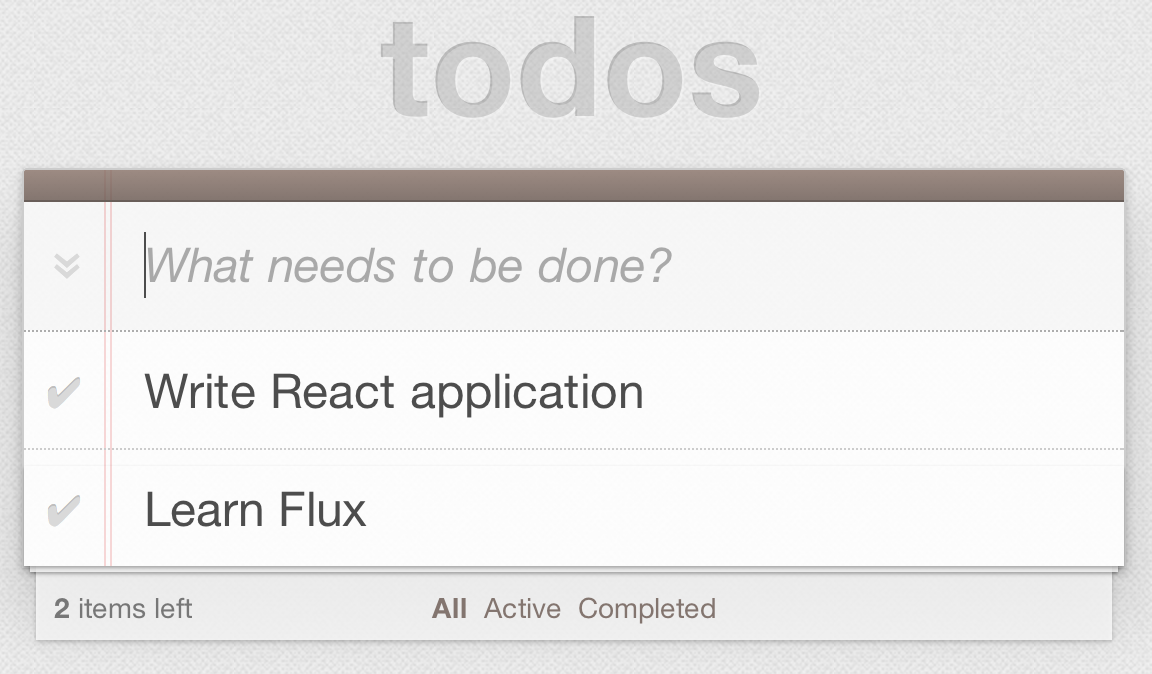 todos
What needs to be done?
Write React application
Learn Flux
2 items left All Active Completed